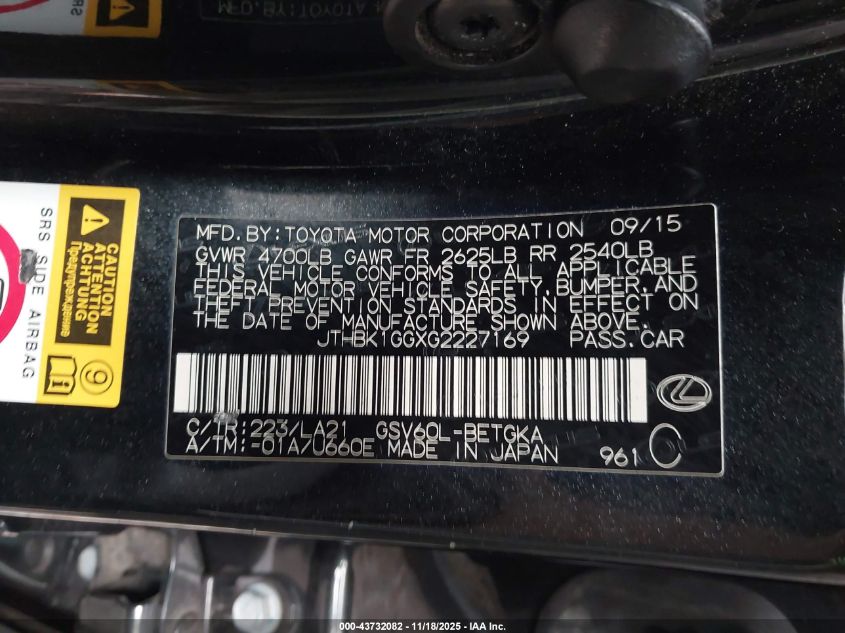 MFD.BY:TOYOTA MOTOR CORPORATION 09/15
GVWR 4700LB GAWR FR 2625LB RR 2540LB
THIS VEHICLE CONFORMS TO ALL APPLICABLE
FEDERAL MOTOR VEHICLE SAFETY,BUMPER,AND
THEFT PREVENTION STANDARDS IN EFFECT ON
THE DATE OF MANUFACTURE SHOWN ABOVE.
JTHBK1GGXG2227169 PASS.CAR
C/TR:223/LA21 GSV60L-BETGKA
A/TM:-01A/U660E MADE IN JAPAN 961
SRS SIDE AIRBAG
CAUTION
ATTENTION
ACHTUNG
Предупреждение
9
000-43732082 - 11/18/2025 - IAA Inc.